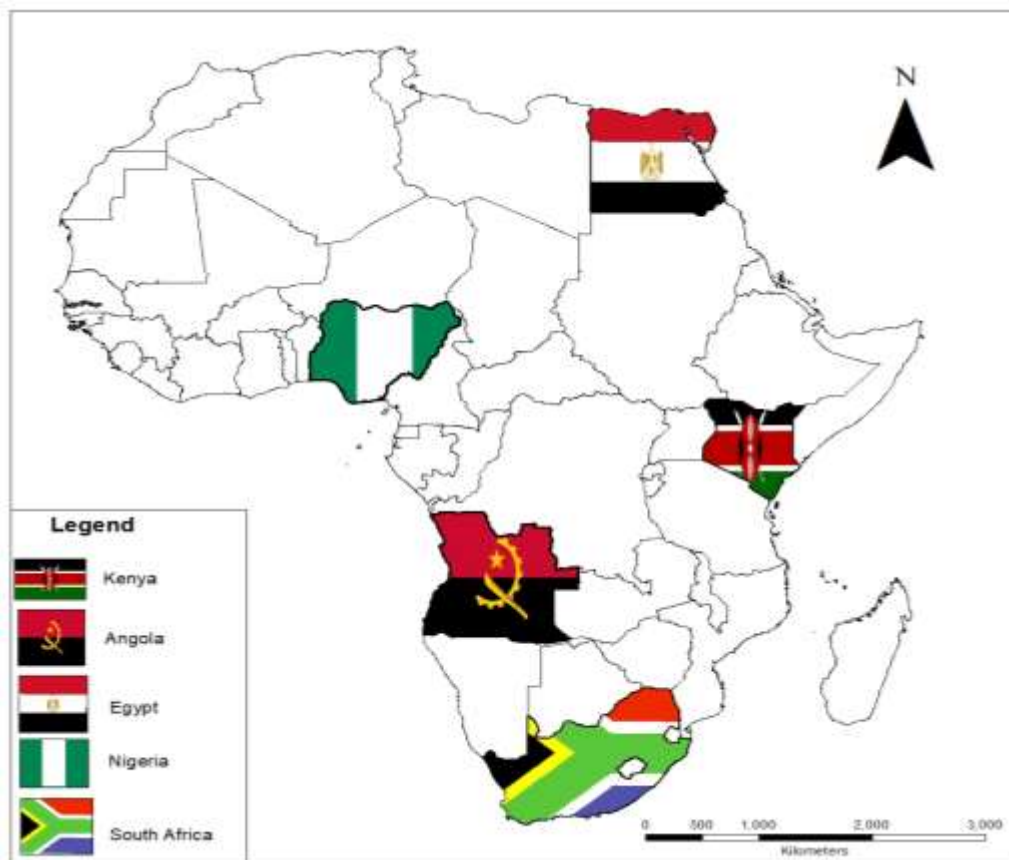 N
Legend
Kenya
Angola
Egypt
Nigeria
South Africa
0 500 1,000 2,000 3,000
Kilometers